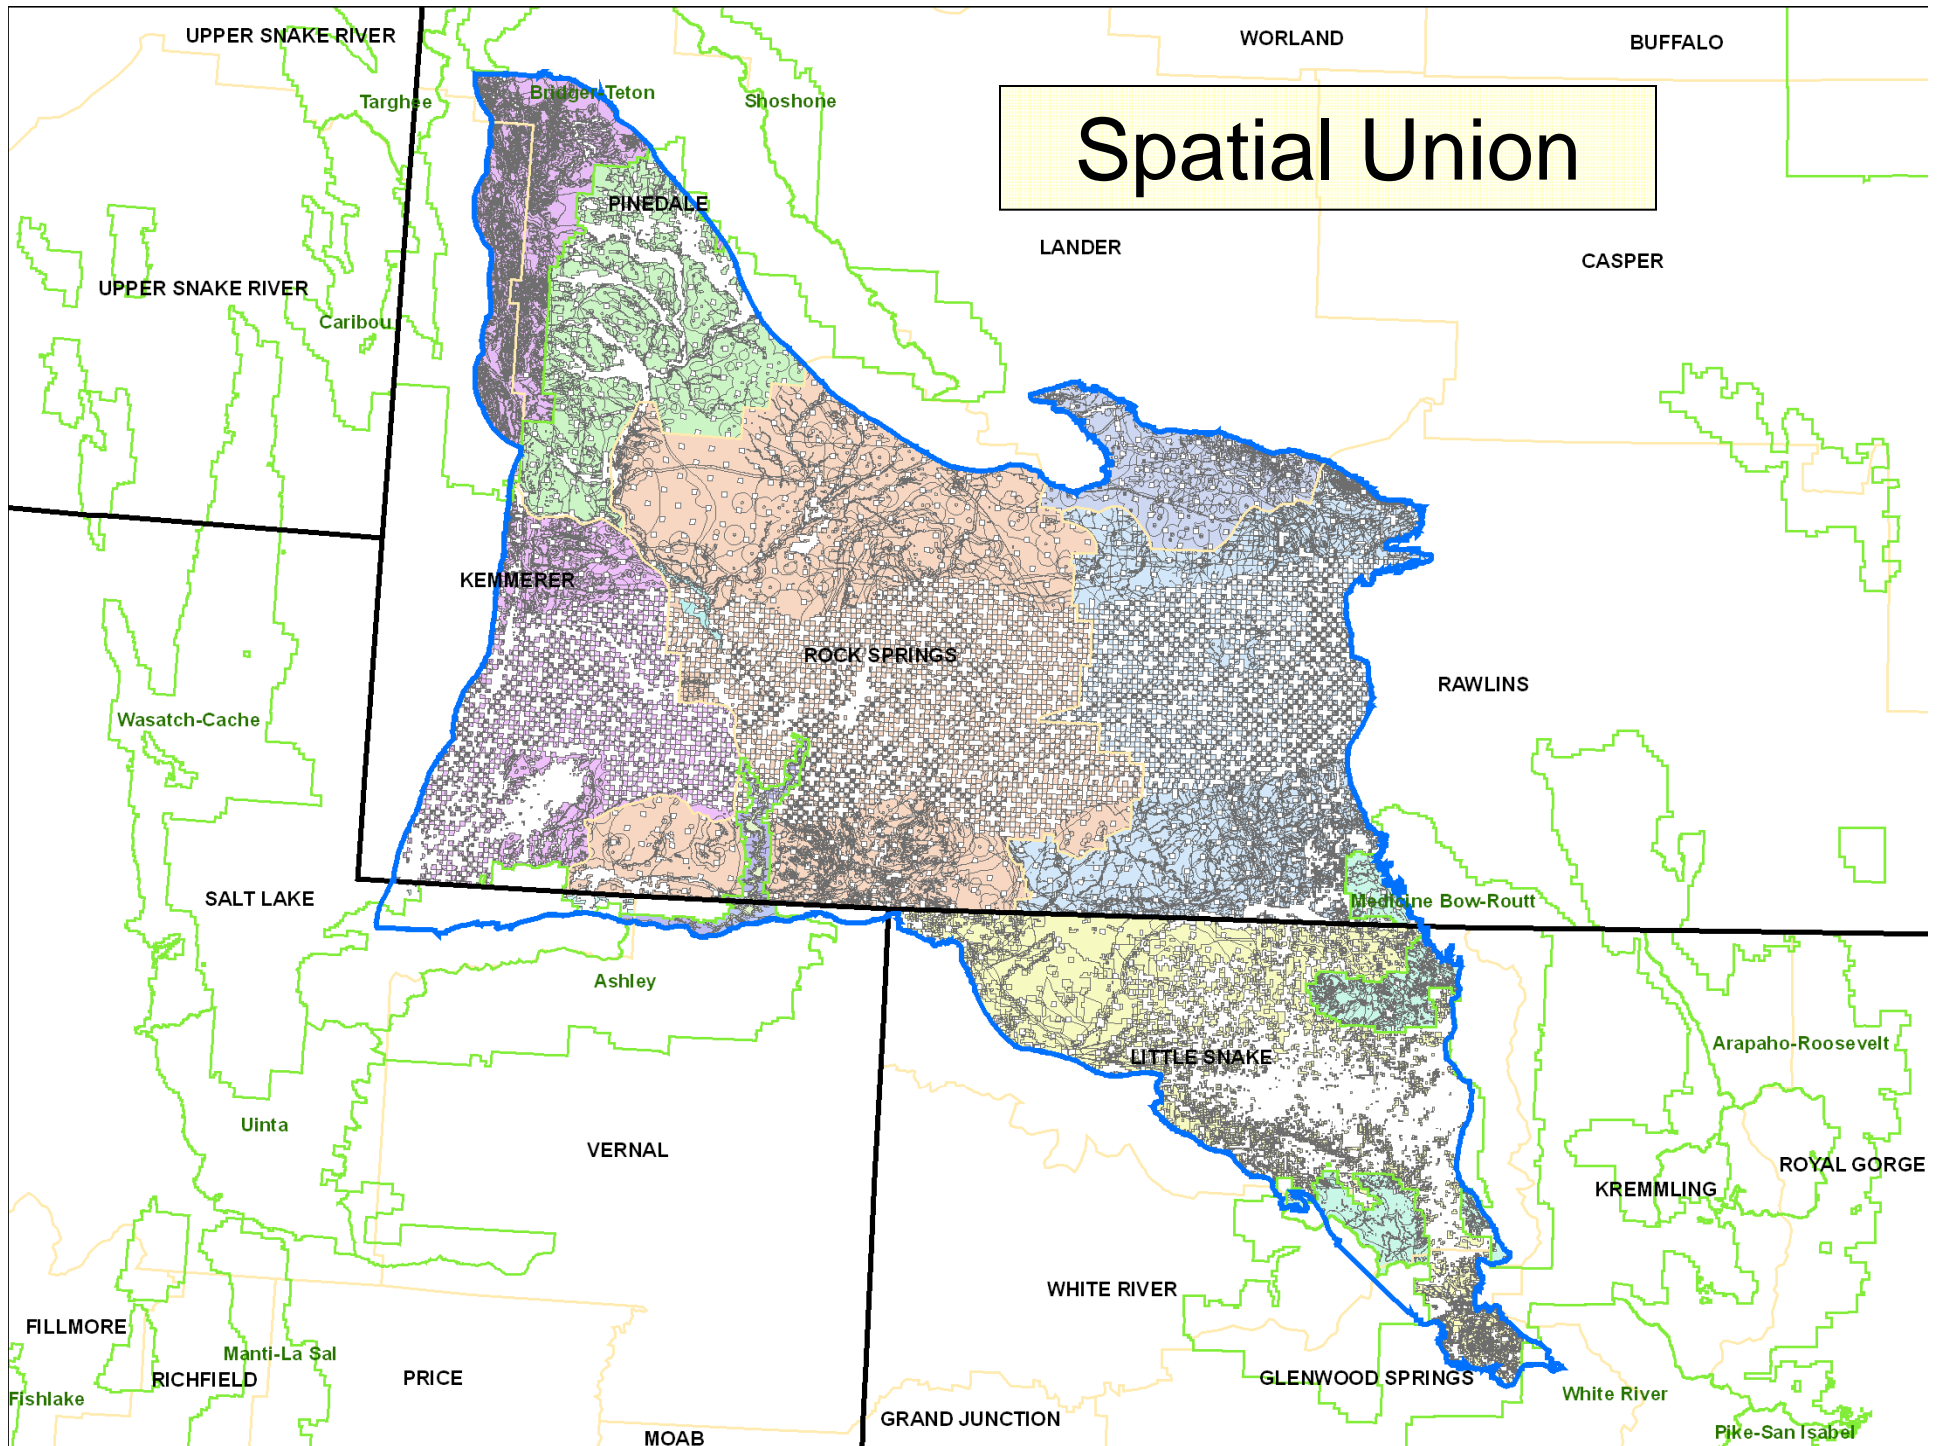 UPPER SNAKE RIVER
WORLAND
BUFFALO
Targhee
Bridger-Teton
Shoshone
Spatial Union
PINEDALE
LANDER
CASPER
UPPER SNAKE RIVER
Caribou
KEMMERER
ROCK SPRINGS
RAWLINS
Wasatch-Cache
SALT LAKE
Medicine Bow-Routt
Ashley
LITTLE SNAKE
Arapaho-Roosevelt
Uinta
VERNAL
ROYAL GORGE
KREMMLING
WHITE RIVER
FILLMORE
Manti-La Sal
RICHFIELD
PRICE
GLENWOOD SPRINGS
White River
Fishlake
GRAND JUNCTION
Pike-San Isabel
MOAB